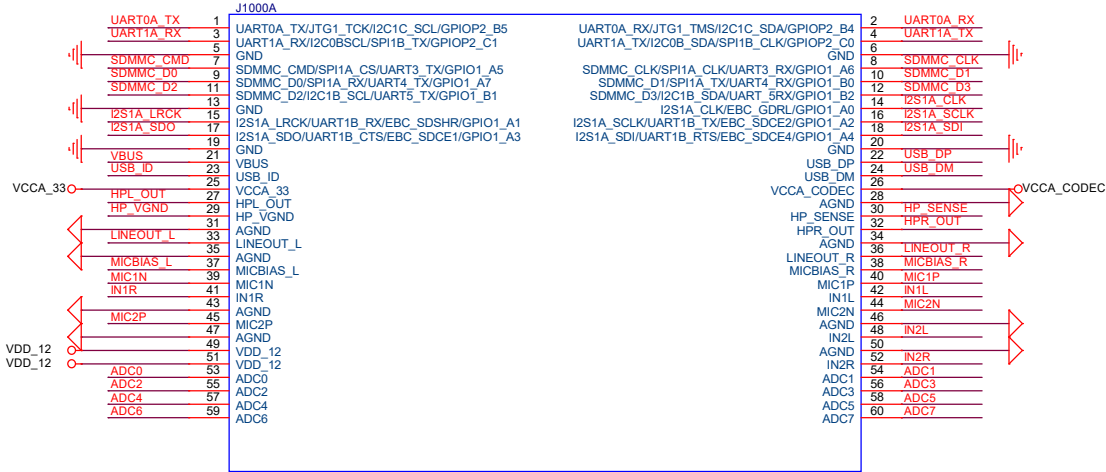 J1000A
UART0A_TX 1 UART0A_TX/JTG1_TCK/I2C1C_SCL/GPIOP2_B5 UART0A_RX/JTG1_TMS/I2C1C_SDA/GPIOP2_B4 2 UART0A_RX
UART1A_RX 3 UART1A_RX/I2C0BSCL/SPI1B_TX/GPIOP2_C1 UART1A_TX/I2C0B_SDA/SPI1B_CLK/GPIOP2_C0 4 UART1A_TX
5 GND GND 6
SDMMC_CMD 7 SDMMC_CMD/SPI1A_CS/UART3_TX/GPIO1_A5 SDMMC_CLK/SPI1A_CLK/UART3_RX/GPIO1_A6 8 SDMMC_CLK
SDMMC_D0 9 SDMMC_D0/SPI1A_RX/UART4_TX/GPIO1_A7 SDMMC_D1/SPI1A_TX/UART4_RX/GPIO1_B0 10 SDMMC_D1
SDMMC_D2 11 SDMMC_D2/I2C1B_SCL/UART5_TX/GPIO1_B1 SDMMC_D3/I2C1B_SDA/UART_5RX/GPIO1_B2 12 SDMMC_D3
13 GND I2S1A_CLK/EBC_GDRL/GPIO1_A0 14 I2S1A_CLK
I2S1A_LRCK 15 I2S1A_LRCK/UART1B_RX/EBC_SDSHR/GPIO1_A1 I2S1A_SCLK/UART1B_TX/EBC_SDCE2/GPIO1_A2 16 I2S1A_SCLK
I2S1A_SDO 17 I2S1A_SDO/UART1B_CTS/EBC_SDCE1/GPIO1_A3 I2S1A_SDI/UART1B_RTS/EBC_SDCE4/GPIO1_A4 18 I2S1A_SDI
19 GND GND 20
VBUS 21 VBUS USB_DP 22 USB_DP
USB_ID 23 USB_ID USB_DM 24 USB_DM
VCCA_33 25 VCCA_33 VCCA_CODEC 26 VCCA_CODEC
HPL_OUT 27 HPL_OUT AGND 28
HP_VGND 29 HP_VGND HP_SENSE 30 HP_SENSE
31 AGND HPR_OUT 32 HPR_OUT
LINEOUT_L 33 LINEOUT_L AGND 34
35 AGND LINEOUT_R 36 LINEOUT_R
MICBIAS_L 37 MICBIAS_L MICBIAS_R 38 MICBIAS_R
MIC1N 39 MIC1N MIC1P 40 MIC1P
IN1R 41 IN1R IN1L 42 IN1L
43 AGND MIC2N 44 MIC2N
MIC2P 45 MIC2P AGND 46
47 AGND IN2L 48 IN2L
VDD_12 49 VDD_12 AGND 50
VDD_12 51 VDD_12 IN2R 52 IN2R
ADC0 53 ADC0 ADC1 54 ADC1
ADC2 55 ADC2 ADC3 56 ADC3
ADC4 57 ADC4 ADC5 58 ADC5
ADC6 59 ADC6 ADC7 60 ADC7